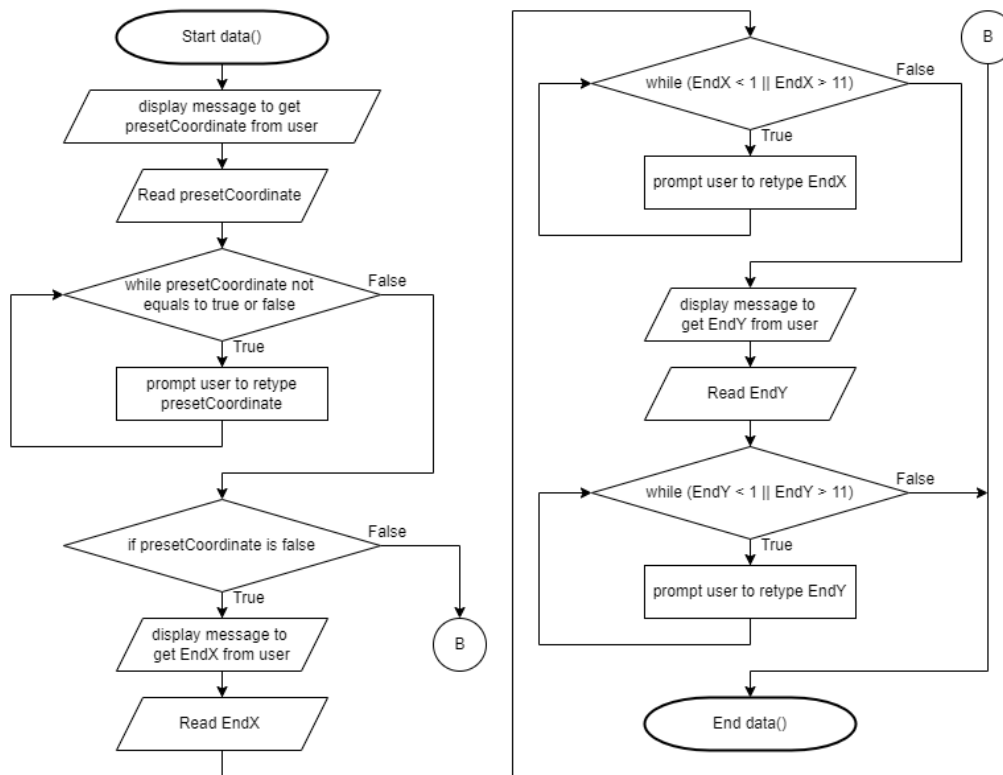 Start data()
display message to get
presetCoordinate from user
Read presetCoordinate
while presetCoordinate not
equals to true or false
False
True
prompt user to retype
presetCoordinate
if presetCoordinate is false
False
True
B
display message to
get EndX from user
Read EndX
while (EndX < 1 || EndX > 11)
False
True
prompt user to retype EndX
display message to
get EndY from user
Read EndY
while (EndY < 1 || EndY > 11)
False
True
prompt user to retype EndY
B
End data()